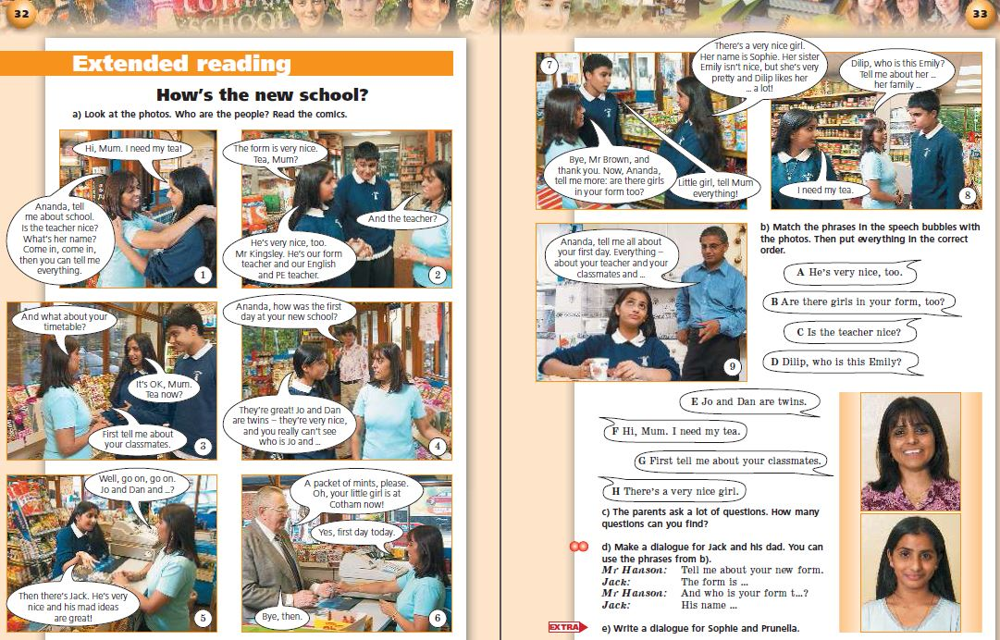 32
COTHAM
Extended reading
How's the new school?
a) Look at the photos. Who are the people? Read the comics.
Hi, Mum. I need my tea!
Ananda, tell
me about school.
Is the teacher nice?
What's her name?
Come in, come in,
then you can tell me
everything.
1
The form is very nice.
Tea, Mum?
And the teacher?
He's very nice, too.
Mr Kingsley. He's our form
teacher and our English
and PE teacher.
2
And what about your
timetable?
It's OK, Mum.
Tea now?
First tell me about
your classmates.
3
Ananda, how was the first
day at your new school?
They're great! Jo and Dan
are twins – they're very nice,
and you really can't see
who is Jo and ...
4
Well, go on, go on.
Jo and Dan and ...?
Then there's Jack. He's very
nice and his mad ideas
are great!
5
A packet of mints, please.
Oh, your little girl is at
Cotham now!
Yes, first day today.
Bye, then.
6
33
7
There's a very nice girl.
Her name is Sophie. Her sister
Emily isn't nice, but she's very
pretty and Dilip likes her
... a lot!
Bye, Mr Brown, and
thank you. Now, Ananda,
tell me more: are there girls
in your form too?
Little girl, tell Mum
everything!
Dilip, who is this Emily?
Tell me about her ...
her family ...
I need my tea.
8
Ananda, tell me all about
your first day. Everything –
about your teacher and your
classmates and ...
9
b) Match the phrases in the speech bubbles with
the photos. Then put everything in the correct
order.
A He's very nice, too.
B Are there girls in your form, too?
C Is the teacher nice?
D Dilip, who is this Emily?
E Jo and Dan are twins.
F Hi, Mum. I need my tea.
G First tell me about your classmates.
H There's a very nice girl.
c) The parents ask a lot of questions. How many
questions can you find?
d) Make a dialogue for Jack and his dad. You can
use the phrases from b).
Mr Hanson: Tell me about your new form.
Jack: The form is ...
Mr Hanson: And who is your form t...?
Jack: His name ...
EXTRA e) Write a dialogue for Sophie and Prunella.